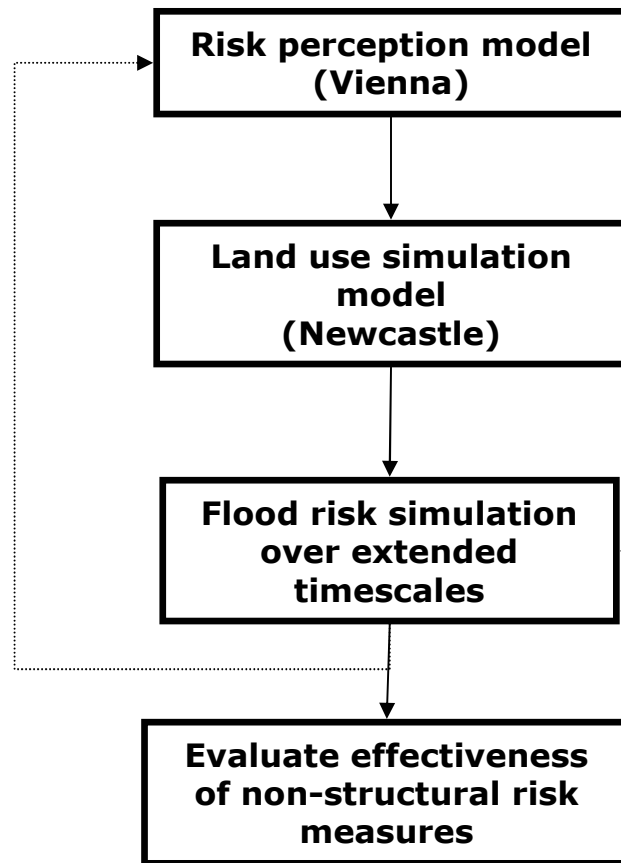 Risk perception model
(Vienna)
Land use simulation
model
(Newcastle)
Flood risk simulation
over extended
timescales
Evaluate effectiveness
of non-structural risk
measures